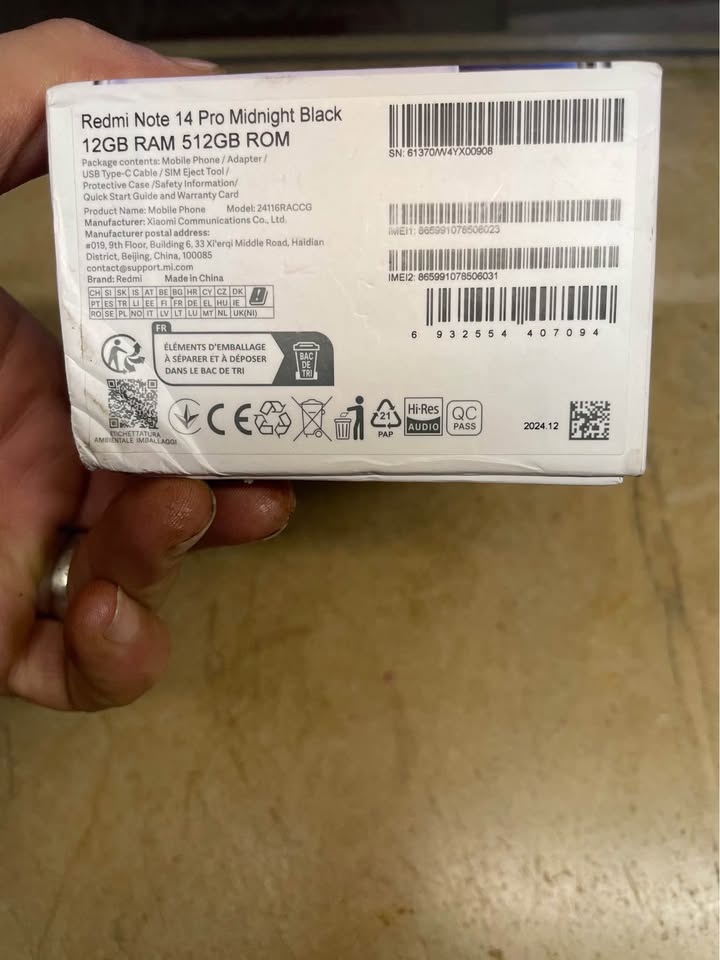 Redmi Note 14 Pro Midnight Black
12GB RAM 512GB ROM
Package contents: Mobile Phone / Adapter /
USB Type-C Cable / SIM Eject Tool /
Protective Case /Safety Information/
Quick Start Guide and Warranty Card
Product Name: Mobile Phone Model: 24116RACCG
Manufacturer: Xiaomi Communications Co., Ltd.
Manufacturer postal address:
#019, 9th Floor, Building 6, 33 Xi'erqi Middle Road, Haidian
District, Beijing, China, 100085
contact@support.mi.com
Brand: Redmi Made in China
CH SI SK IS AT BE BG HR CY CZ DK
PT ES TR LI EE FI FR DE EL HU IE
RO SE PL NO IT LV LT LU MT NL UK(NI)
FR
ÉLÉMENTS D'EMBALLAGE
À SÉPARER ET À DÉPOSER
DANS LE BAC DE TRI
BAC
DE
TRI
ETICHETTATURA
AMBIENTALE IMBALLAGGI
CE
21
PAP
Hi-Res
AUDIO
QC
PASS
SN: 61370/W4YX00908
IMEI1: 865991078506023
IMEI2: 865991078506031
6 932554 407094
2024.12